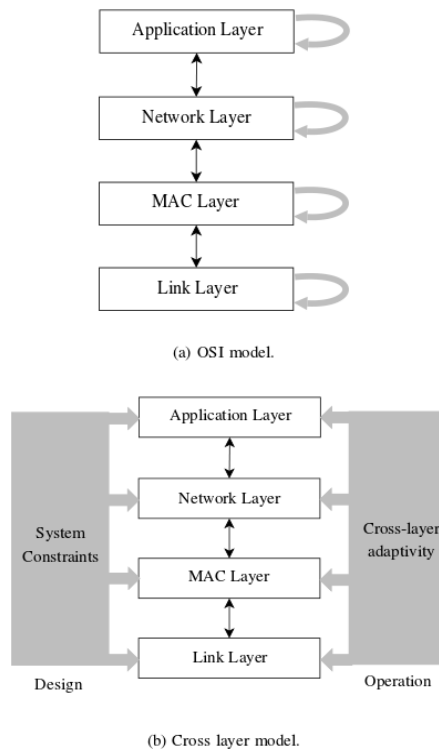 Application Layer
Network Layer
MAC Layer
Link Layer
(a) OSI model.
Application Layer
Network Layer
System
Constraints
Cross-layer
adaptivity
MAC Layer
Link Layer
Design
Operation
(b) Cross layer model.